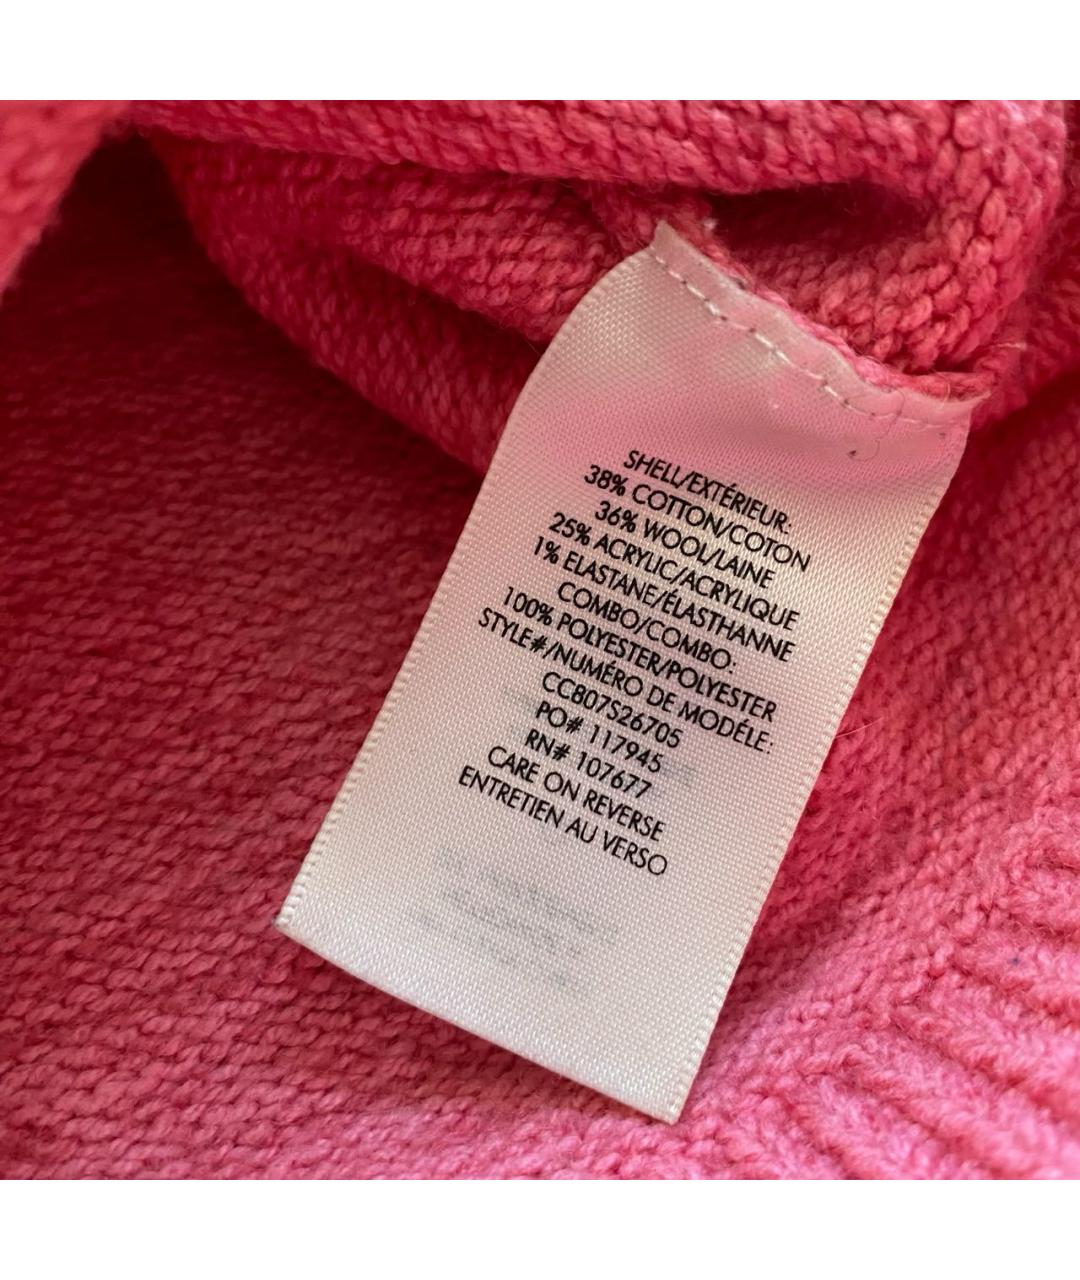 SHELL/EXTÉRIEUR:
38% COTTON/COTON
36% WOOL/LAINE
25% ACRYLIC/ACRYLIQUE
1% ELASTANE/ÉLASTHANNE
COMBO/COMBO:
100% POLYESTER/POLYESTER
STYLE#/NUMÉRO DE MODÉLE:
CC807S26705
PO# 117945
RN# 107677
CARE ON REVERSE
ENTRETIEN AU VERSO